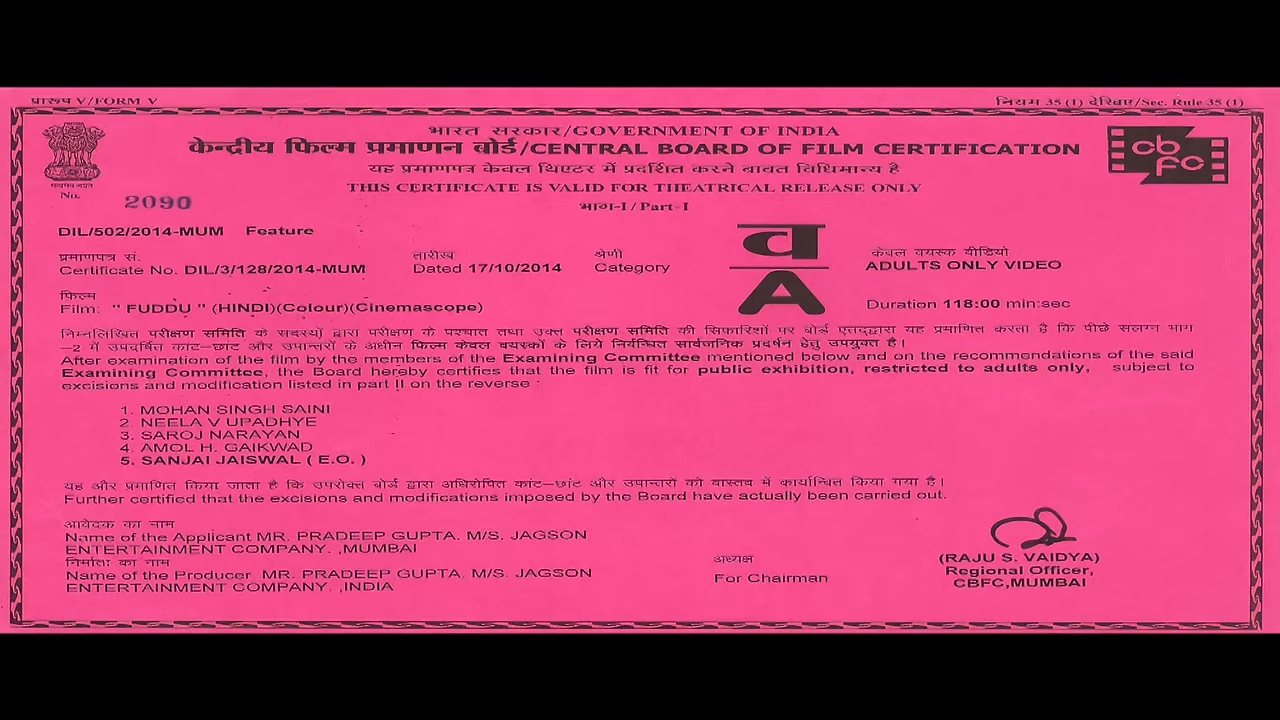 प्रारूप V/FORM V
नियम 35 (1) देखिए/Sec. Rule 35 (1)
भारत सरकार/GOVERNMENT OF INDIA
केन्द्रीय फिल्म प्रमाणन बोर्ड/CENTRAL BOARD OF FILM CERTIFICATION
cbfc
यह प्रमाणपत्र केवल थिएटर में प्रदर्शित करने बाबत विधिमान्य है
सत्यमेव जयते
THIS CERTIFICATE IS VALID FOR THEATRICAL RELEASE ONLY
No. 2090
भाग-I / Part- I
DIL/502/2014-MUM Feature
व
A
प्रमाणपत्र सं. तारीख श्रेणी केवल वयस्क वीडियो
Certificate No. DIL/3/128/2014-MUM Dated 17/10/2014 Category ADULTS ONLY VIDEO
फिल्म
Film: " FUDDU " (HINDI)(Colour)(Cinemascope) Duration 118:00 min:sec
निम्नलिखित परीक्षण समिति के सदस्यों द्वारा परीक्षण के पश्चात तथा उक्त परीक्षण समिति की सिफारिशों पर बोर्ड एतद्द्वारा यह प्रमाणित करता है कि पीछे सलग्न भाग
-2 में उपदर्षित काट-छांट और उपान्तरों के अधीन फिल्म केवल वयस्कों के लिये निर्यन्धित सार्वजनिक प्रदर्षन हेतु उपयुक्त है।
After examination of the film by the members of the Examining Committee mentioned below and on the recommendations of the said
Examining Committee, the Board hereby certifies that the film is fit for public exhibition, restricted to adults only, subject to
excisions and modification listed in part II on the reverse :
1. MOHAN SINGH SAINI
2. NEELA V UPADHYE
3. SAROJ NARAYAN
4. AMOL H. GAIKWAD
5. SANJAI JAISWAL ( E.O. )
यह और प्रमाणित किया जाता है कि उपरोक्त बोर्ड द्वारा अधिरोपित कांट-छांट और उपान्तरों को वास्तव में कार्यान्वित किया गया है।
Further certified that the excisions and modifications imposed by the Board have actually been carried out.
आवेदक का नाम
Name of the Applicant MR. PRADEEP GUPTA. M/S. JAGSON
ENTERTAINMENT COMPANY. ,MUMBAI
निर्माता का नाम
Name of the Producer MR. PRADEEP GUPTA. M/S. JAGSON
ENTERTAINMENT COMPANY. ,INDIA
अध्यक्ष
For Chairman
(RAJU S. VAIDYA)
Regional Officer,
CBFC,MUMBAI